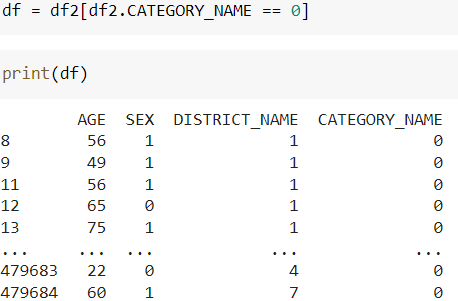 df = df2[df2.CATEGORY_NAME == 0]
print(df)
AGE SEX DISTRICT_NAME CATEGORY_NAME
8 56 1 1 0
9 49 1 1 0
11 56 1 1 0
12 65 0 1 0
13 75 1 1 0
... ... ... ... ...
479683 22 0 4 0
479684 60 1 7 0